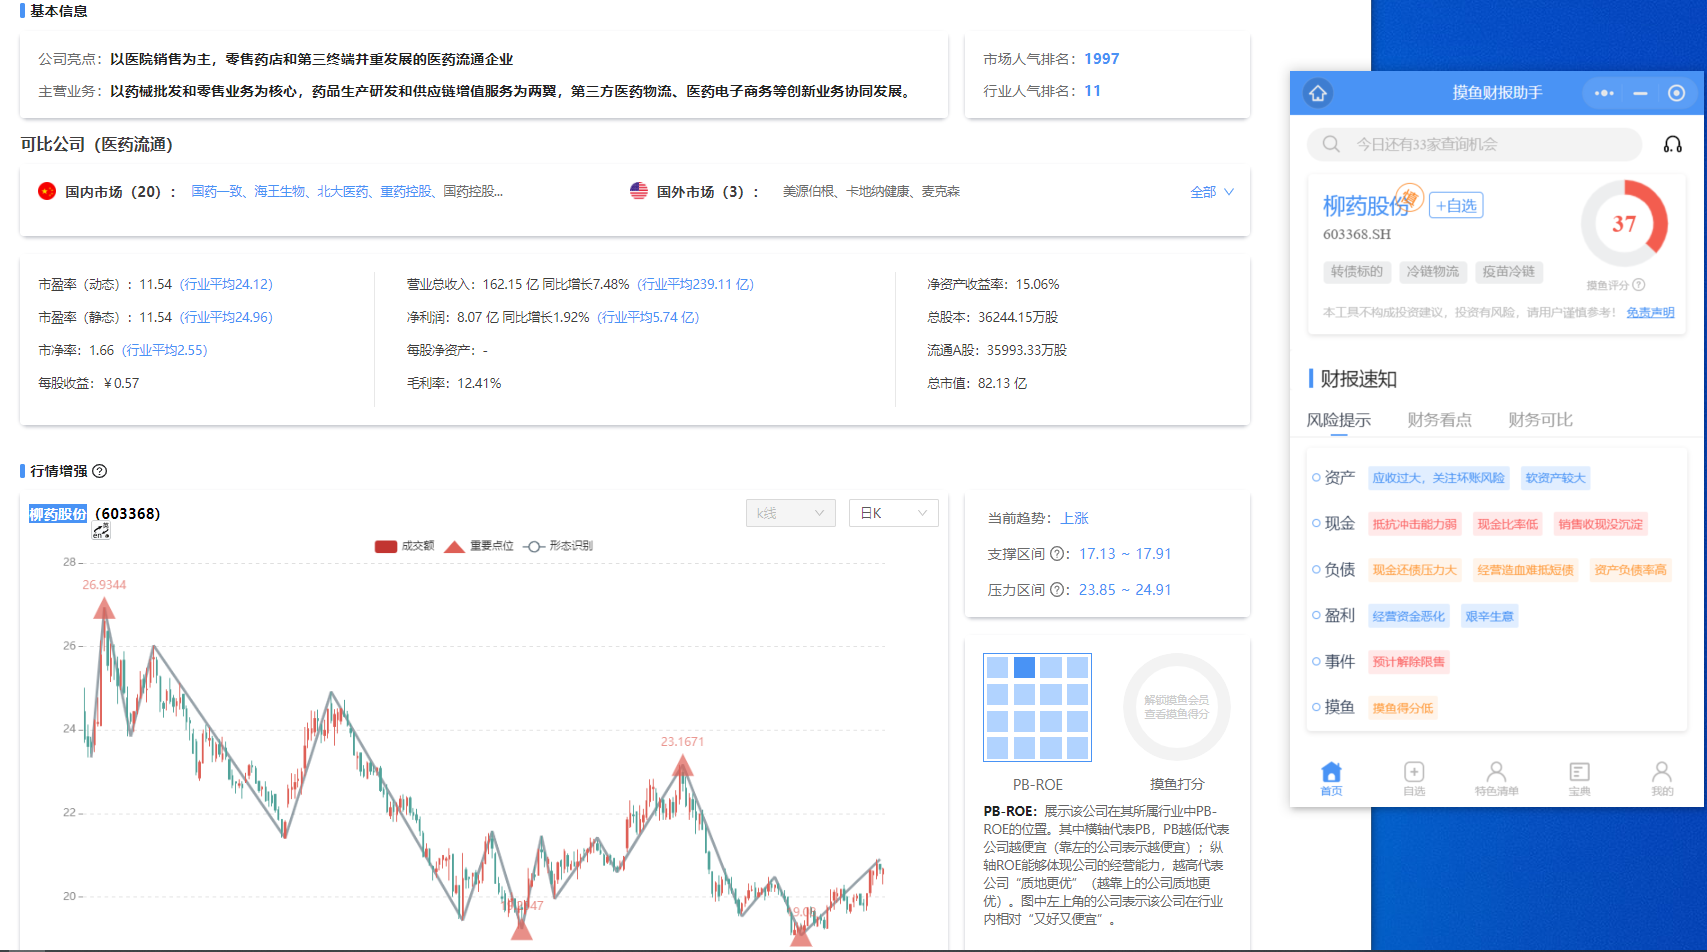 基本信息
公司亮点：以医院销售为主，零售药店和第三终端并重发展的医药流通企业
主营业务：以药械批发和零售业务为核心，药品生产研发和供应链增值服务为两翼，第三方医药物流、医药电子商务等创新业务协同发展。
市场人气排名：1997
行业人气排名：11
可比公司（医药流通）
国内市场（20）： 国药一致、海王生物、北大医药、重药控股、国药控股...
国外市场（3）： 美源伯根、卡地纳健康、麦克森
全部
市盈率（动态）：11.54（行业平均24.12）
市盈率（静态）：11.54（行业平均24.96）
市净率：1.66（行业平均2.55）
每股收益：￥0.57
营业总收入：162.15 亿 同比增长7.48%（行业平均239.11 亿）
净利润：8.07 亿 同比增长1.92%（行业平均5.74 亿）
每股净资产：-
毛利率：12.41%
净资产收益率：15.06%
总股本：36244.15万股
流通A股：35993.33万股
总市值：82.13 亿
行情增强
柳药股份（603368）
k线
日K
成交额 重要点位 形态识别
28
26.9344
26
24
23.1671
22
20
当前趋势：上涨
支撑区间：17.13 ~ 17.91
压力区间：23.85 ~ 24.91
解锁摸鱼会员
查看摸鱼得分
PB-ROE
摸鱼打分
PB-ROE：展示该公司在其所属行业中PB-
ROE的位置。其中横轴代表PB，PB越低代表
公司越便宜（靠左的公司表示越便宜）；纵
轴ROE能够体现公司的经营能力，越高代表
公司“质地更优”（越靠上的公司质地更
优）。图中左上角的公司表示该公司在行业
内相对“又好又便宜”。
摸鱼财报助手
今日还有33家查询机会
柳药股份
+自选
603368.SH
37
转债标的 冷链物流 疫苗冷链
摸鱼评分
本工具不构成投资建议，投资有风险，请用户谨慎参考！ 免责声明
财报速知
风险提示 财务看点 财务可比
资产 应收过大，关注坏账风险 软资产较大
现金 抵抗冲击能力弱 现金比率低 销售收现没沉淀
负债 现金还债压力大 经营造血难抵短债 资产负债率高
盈利 经营资金恶化 艰辛生意
事件 预计解除限售
摸鱼 摸鱼得分低
首页 自选 特色清单 宝典 我的